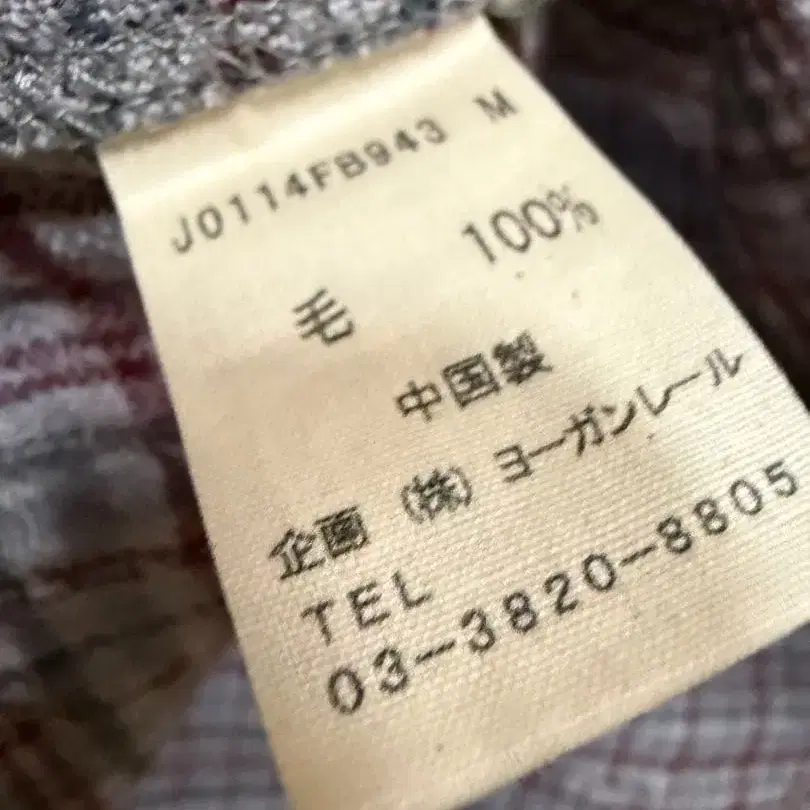 J0114FB943 M
毛 100%
中国製
企画 (株) ヨーガンレール
TEL
03-3820-8805